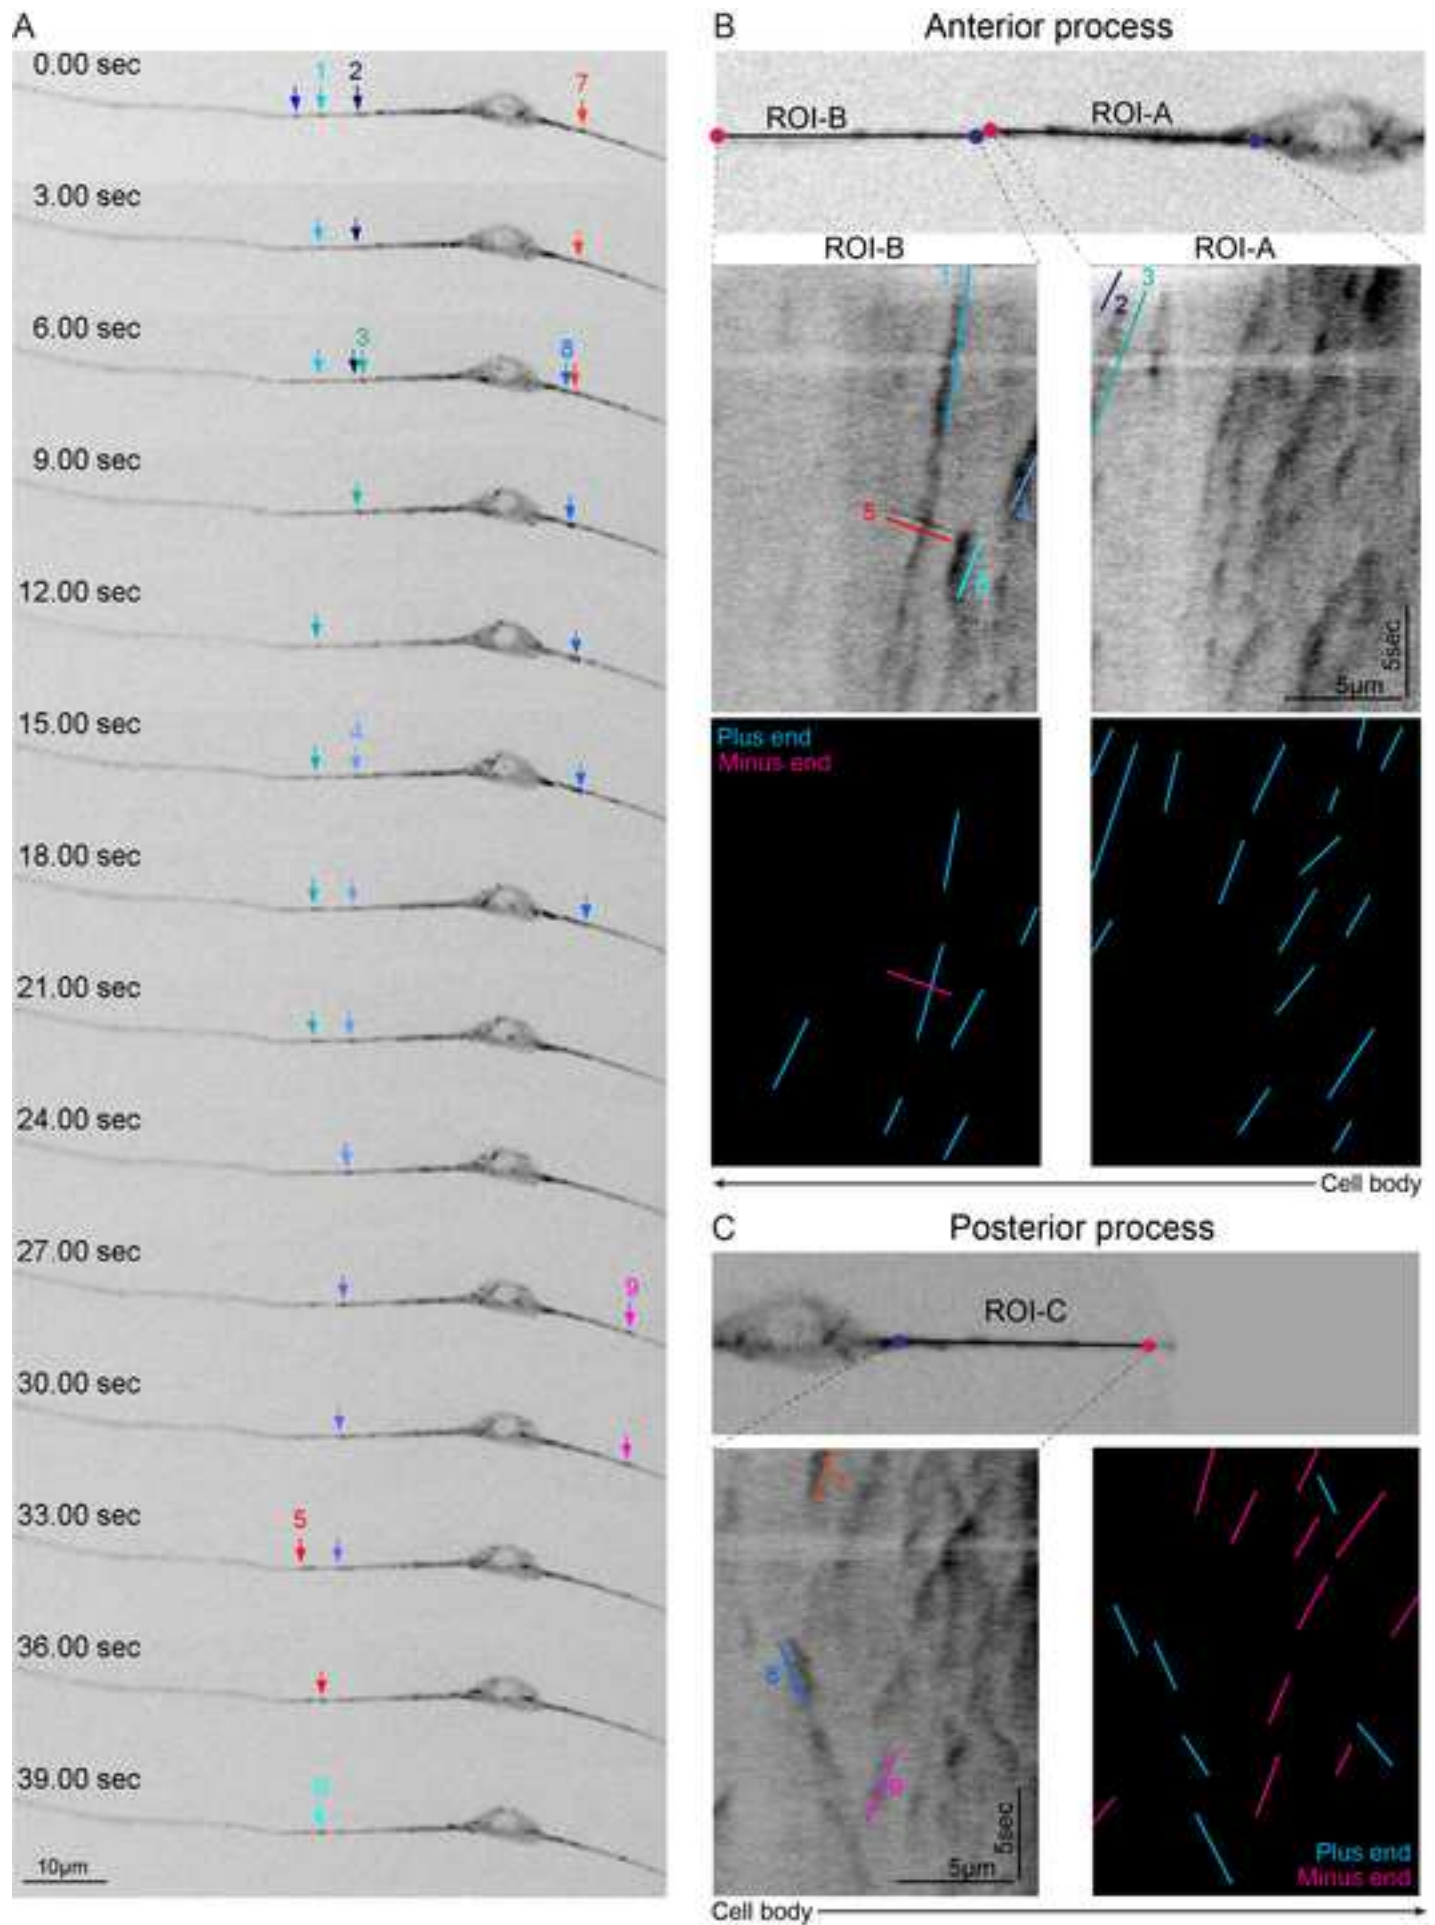 A
0.00 sec
1
2
7
3.00 sec
6.00 sec
3
8
9.00 sec
12.00 sec
15.00 sec
4
18.00 sec
21.00 sec
24.00 sec
27.00 sec
9
30.00 sec
33.00 sec
5
36.00 sec
39.00 sec
10µm
B
Anterior process
ROI-B
ROI-A
ROI-B
ROI-A
1
2
3
5
5sec
5µm
Plus end
Minus end
Cell body
C
Posterior process
ROI-C
8
9
5sec
5µm
Plus end
Minus end
Cell body